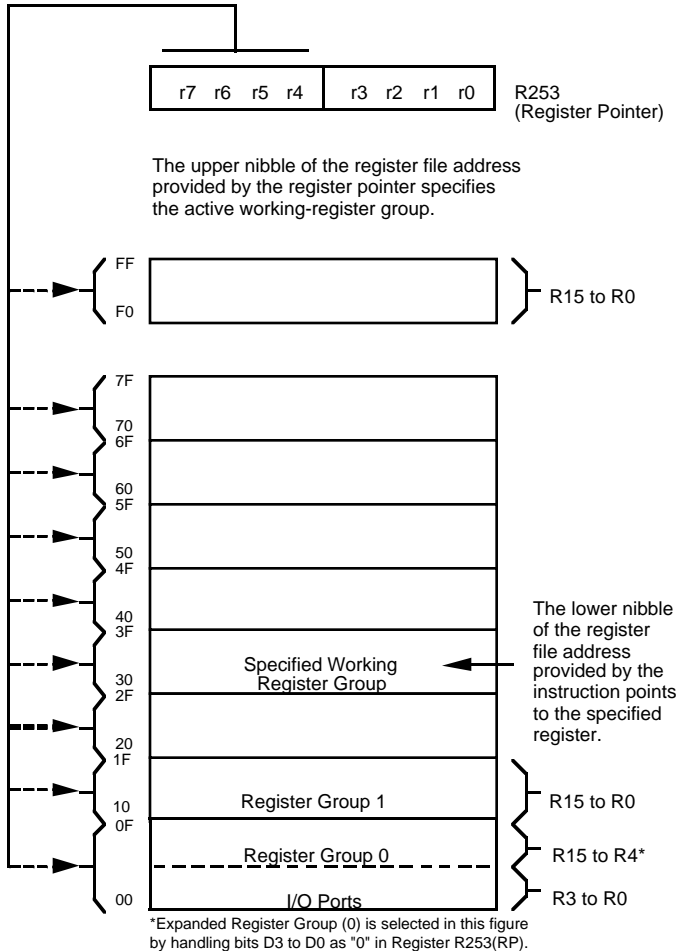 r7 r6 r5 r4 r3 r2 r1 r0 R253
(Register Pointer)
The upper nibble of the register file address
provided by the register pointer specifies
the active working-register group.
FF
F0
R15 to R0
7F
70
6F
60
5F
50
4F
40
3F
30
2F
20
1F
10
0F
00
Specified Working
Register Group
The lower nibble
of the register
file address
provided by the
instruction points
to the specified
register.
Register Group 1
R15 to R0
Register Group 0
R15 to R4*
I/O Ports
R3 to R0
*Expanded Register Group (0) is selected in this figure
by handling bits D3 to D0 as "0" in Register R253(RP).